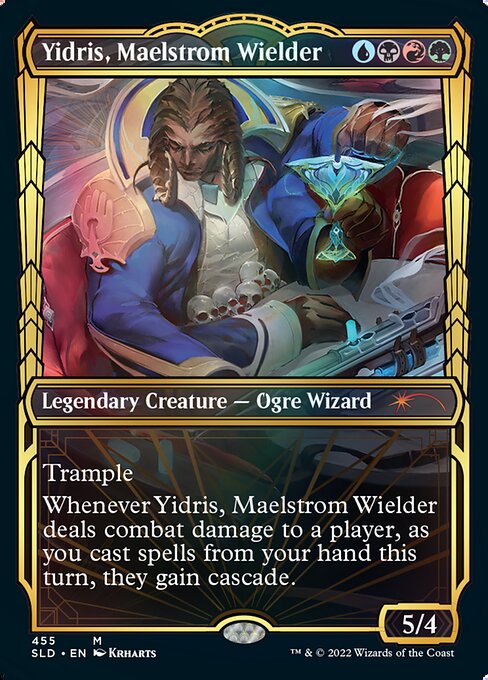 Yidris, Maelstrom Wielder
Legendary Creature — Ogre Wizard
Trample
Whenever Yidris, Maelstrom Wielder
deals combat damage to a player, as
you cast spells from your hand this
turn, they gain cascade.
5/4
455 M
SLD • EN Krharts
™ & © 2022 Wizards of the Coast